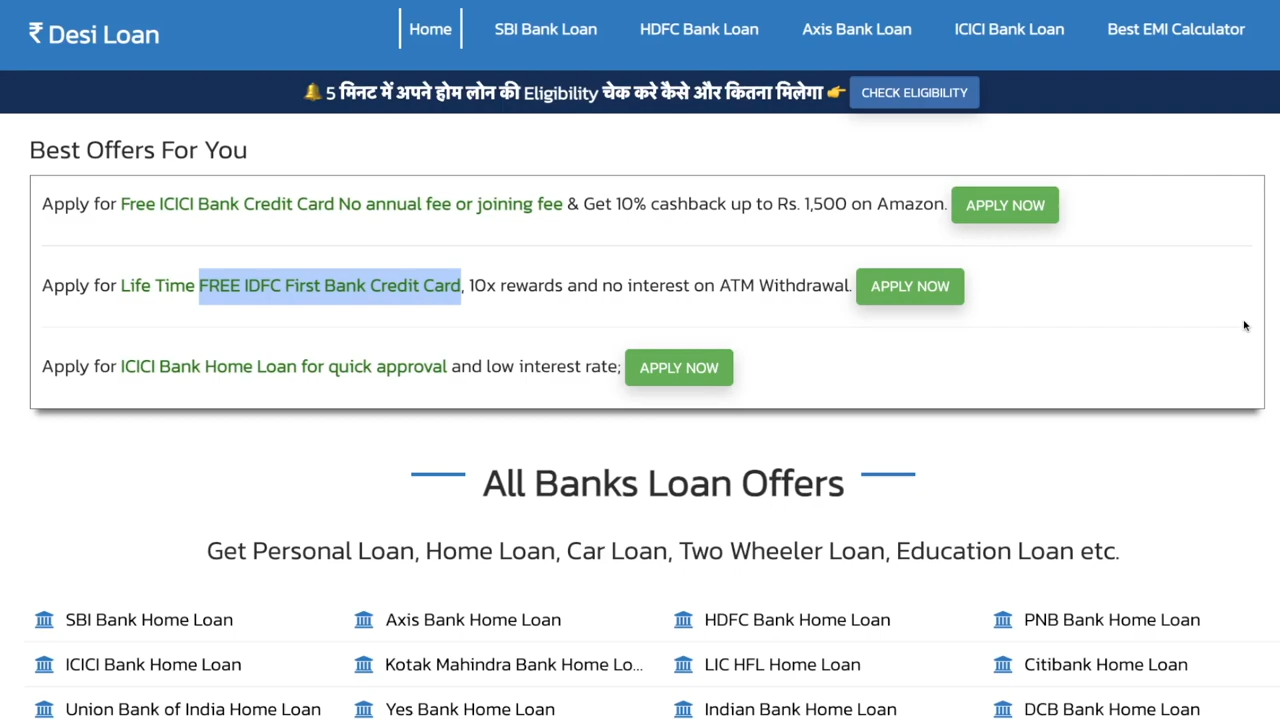 ₹ Desi Loan
Home SBI Bank Loan HDFC Bank Loan Axis Bank Loan ICICI Bank Loan Best EMI Calculator
🔔 5 मिनट में अपने होम लोन की Eligibility चेक करे कैसे और कितना मिलेगा 👉 CHECK ELIGIBILITY
Best Offers For You
Apply for Free ICICI Bank Credit Card No annual fee or joining fee & Get 10% cashback up to Rs. 1,500 on Amazon. APPLY NOW
Apply for Life Time FREE IDFC First Bank Credit Card, 10x rewards and no interest on ATM Withdrawal. APPLY NOW
Apply for ICICI Bank Home Loan for quick approval and low interest rate; APPLY NOW
All Banks Loan Offers
Get Personal Loan, Home Loan, Car Loan, Two Wheeler Loan, Education Loan etc.
SBI Bank Home Loan Axis Bank Home Loan HDFC Bank Home Loan PNB Bank Home Loan
ICICI Bank Home Loan Kotak Mahindra Bank Home Lo... LIC HFL Home Loan Citibank Home Loan
Union Bank of India Home Loan Yes Bank Home Loan Indian Bank Home Loan DCB Bank Home Loan